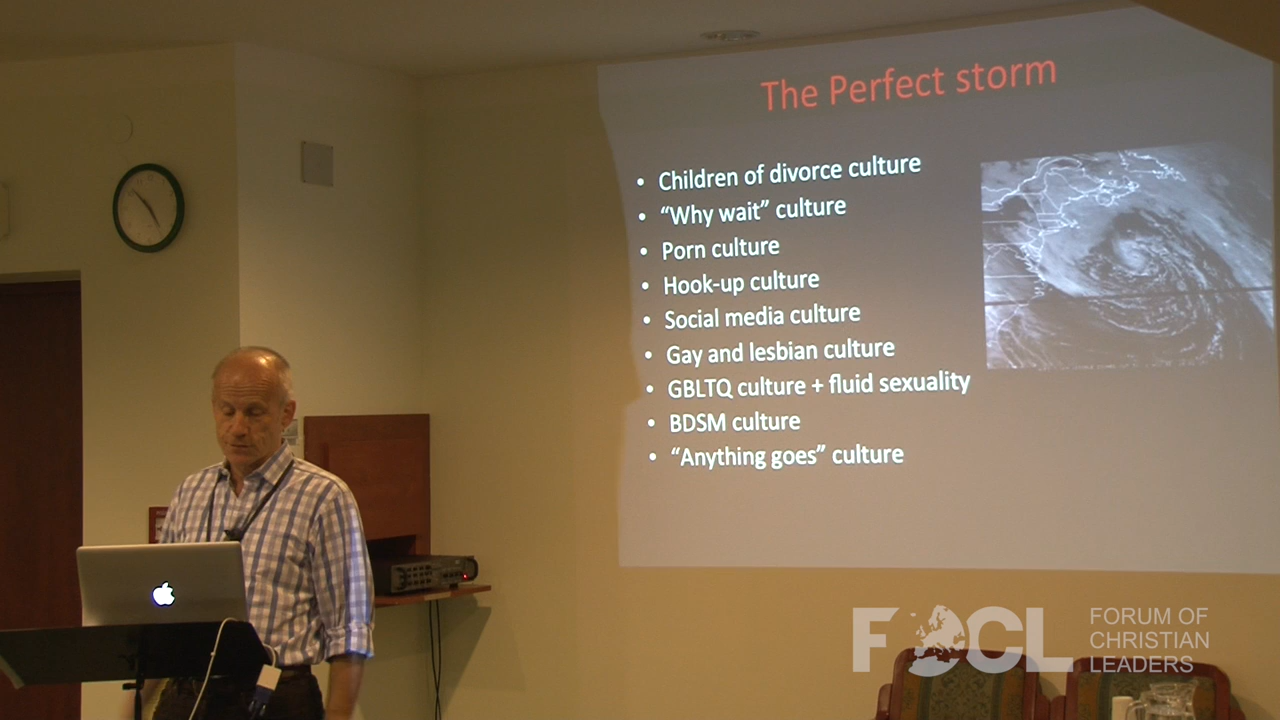 The Perfect storm
• Children of divorce culture
• “Why wait” culture
• Porn culture
• Hook-up culture
• Social media culture
• Gay and lesbian culture
• GBLTQ culture + fluid sexuality
• BDSM culture
• “Anything goes” culture
FOCL
FORUM OF
CHRISTIAN
LEADERS